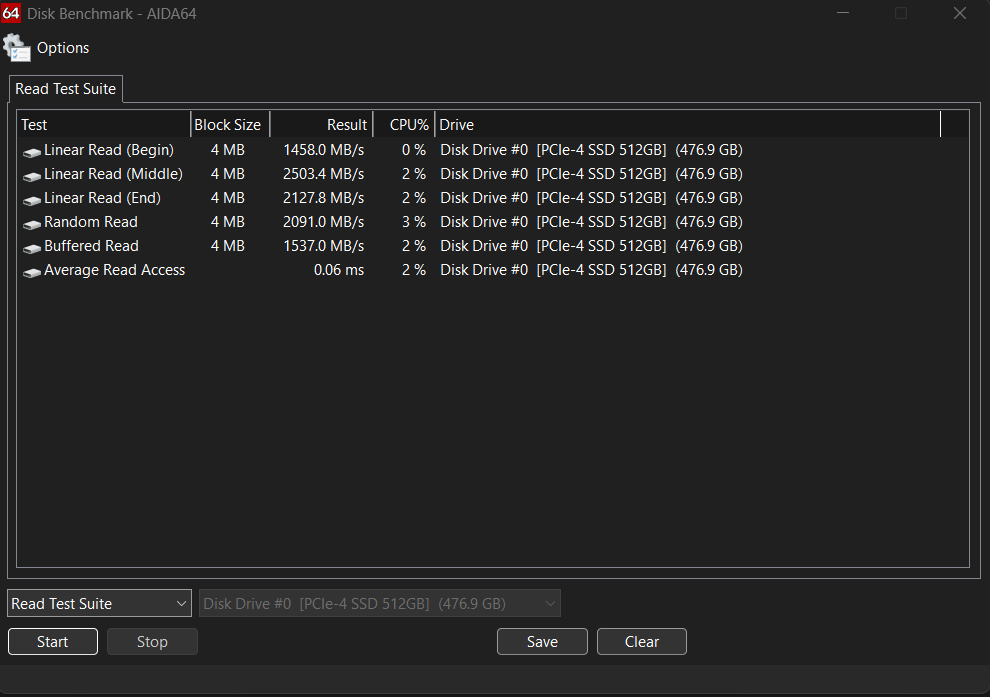 64 Disk Benchmark - AIDA64
Options
Read Test Suite
Test Block Size Result CPU% Drive
Linear Read (Begin) 4 MB 1458.0 MB/s 0 % Disk Drive #0 [PCIe-4 SSD 512GB] (476.9 GB)
Linear Read (Middle) 4 MB 2503.4 MB/s 2 % Disk Drive #0 [PCIe-4 SSD 512GB] (476.9 GB)
Linear Read (End) 4 MB 2127.8 MB/s 2 % Disk Drive #0 [PCIe-4 SSD 512GB] (476.9 GB)
Random Read 4 MB 2091.0 MB/s 3 % Disk Drive #0 [PCIe-4 SSD 512GB] (476.9 GB)
Buffered Read 4 MB 1537.0 MB/s 2 % Disk Drive #0 [PCIe-4 SSD 512GB] (476.9 GB)
Average Read Access 0.06 ms 2 % Disk Drive #0 [PCIe-4 SSD 512GB] (476.9 GB)
Read Test Suite Disk Drive #0 [PCIe-4 SSD 512GB] (476.9 GB)
Start Stop Save Clear